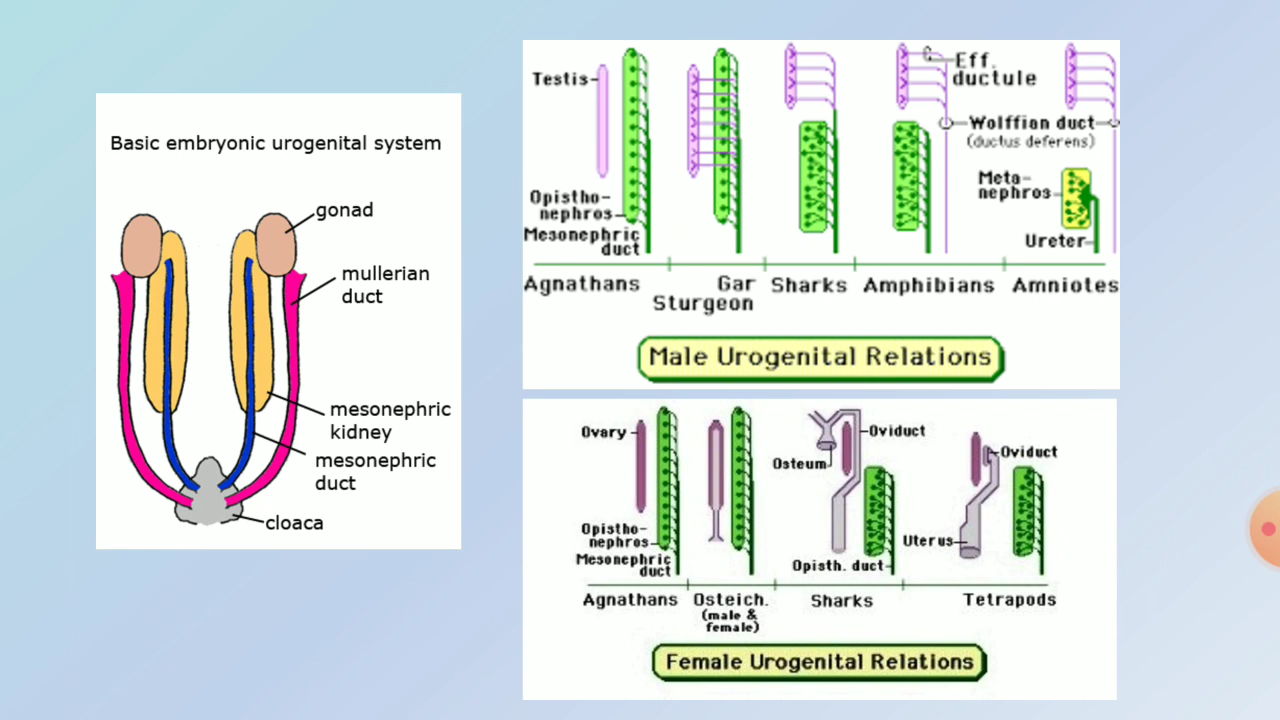 Basic embryonic urogenital system
gonad
mullerian
duct
mesonephric
kidney
mesonephric
duct
cloaca
Testis
Opistho-
nephros
Mesonephric
duct
Eff.
ductule
Wolffian duct
(ductus deferens)
Meta-
nephros
Ureter
Agnathans
Gar
Sturgeon
Sharks
Amphibians
Amniotes
Male Urogenital Relations
Ovary
Opistho-
nephros
Mesonephric
duct
Osteum
Oviduct
Opisth. duct
Oviduct
Uterus
Agnathans
Osteich.
(male &
female)
Sharks
Tetrapods
Female Urogenital Relations